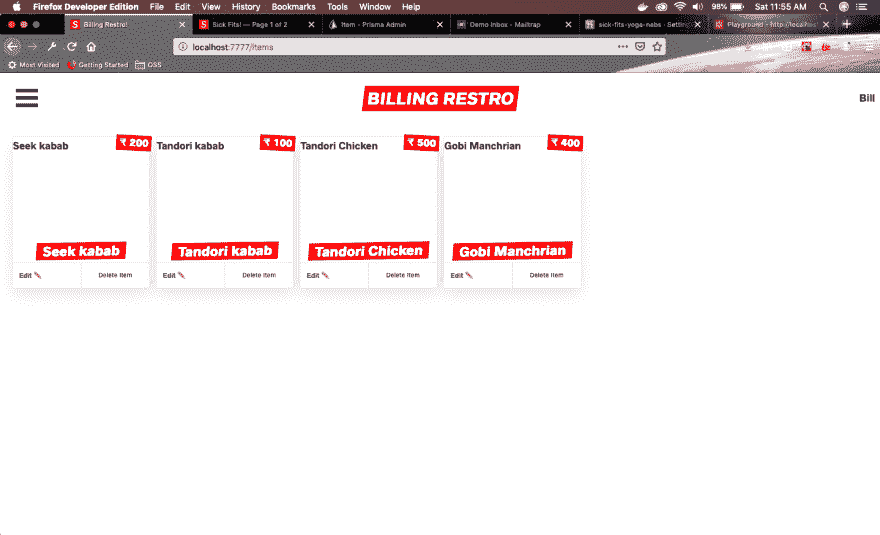 Firefox Developer Edition File Edit View History Bookmarks Tools Window Help 98% Sat 11:55 AM
Billing Restro! Sick Fits! — Page 1 of 2 Item - Prisma Admin Demo Inbox - Mailtrap sick-fits-yoga-nabs - Setting Playground - http://localhos
localhost:7777/items
Most Visited Getting Started OSS
BILLING RESTRO Bill
Seek kabab ₹ 200 Tandori kabab ₹ 100 Tandori Chicken ₹ 500 Gobi Manchrian ₹ 400
Seek kabab Tandori kabab Tandori Chicken Gobi Manchrian
Edit Delete Item Edit Delete Item Edit Delete Item Edit Delete Item